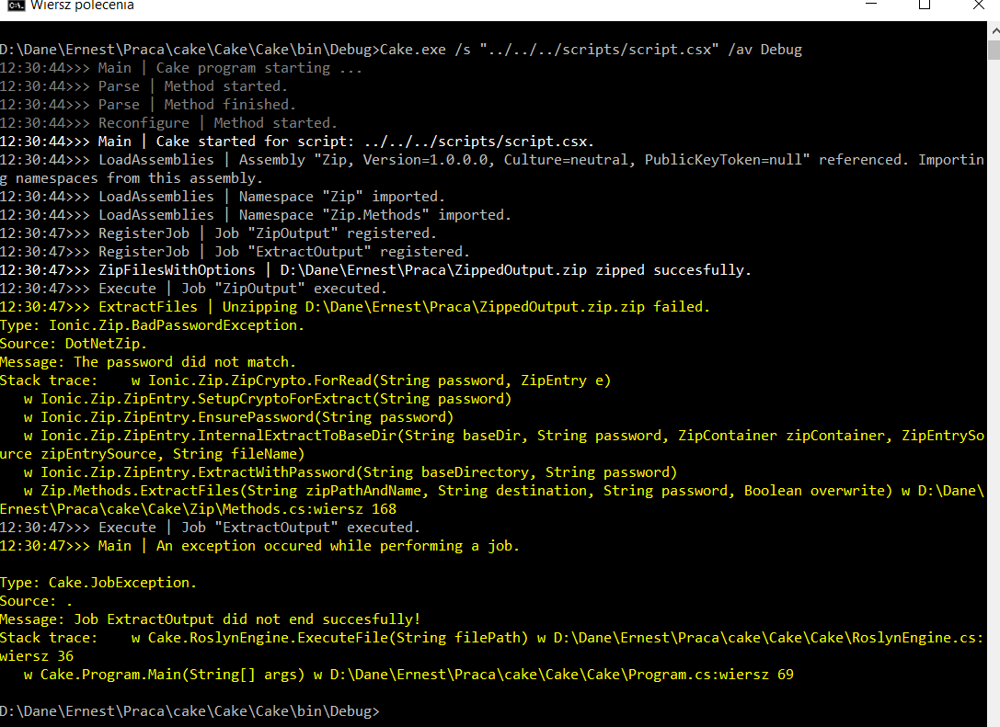 Wiersz polecenia
D:\Dane\Ernest\Praca\cake\Cake\Cake\bin\Debug>Cake.exe /s "../../../scripts/script.csx" /av Debug
12:30:44>>> Main | Cake program starting ...
12:30:44>>> Parse | Method started.
12:30:44>>> Parse | Method finished.
12:30:44>>> Reconfigure | Method started.
12:30:44>>> Main | Cake started for script: ../../../scripts/script.csx.
12:30:44>>> LoadAssemblies | Assembly "Zip, Version=1.0.0.0, Culture=neutral, PublicKeyToken=null" referenced. Importin
g namespaces from this assembly.
12:30:44>>> LoadAssemblies | Namespace "Zip" imported.
12:30:44>>> LoadAssemblies | Namespace "Zip.Methods" imported.
12:30:47>>> RegisterJob | Job "ZipOutput" registered.
12:30:47>>> RegisterJob | Job "ExtractOutput" registered.
12:30:47>>> ZipFilesWithOptions | D:\Dane\Ernest\Praca\ZippedOutput.zip zipped succesfully.
12:30:47>>> Execute | Job "ZipOutput" executed.
12:30:47>>> ExtractFiles | Unzipping D:\Dane\Ernest\Praca\ZippedOutput.zip.zip failed.
Type: Ionic.Zip.BadPasswordException.
Source: DotNetZip.
Message: The password did not match.
Stack trace:    w Ionic.Zip.ZipCrypto.ForRead(String password, ZipEntry e)
   w Ionic.Zip.ZipEntry.SetupCryptoForExtract(String password)
   w Ionic.Zip.ZipEntry.EnsurePassword(String password)
   w Ionic.Zip.ZipEntry.InternalExtractToBaseDir(String baseDir, String password, ZipContainer zipContainer, ZipEntrySo
urce zipEntrySource, String fileName)
   w Ionic.Zip.ZipEntry.ExtractWithPassword(String baseDirectory, String password)
   w Zip.Methods.ExtractFiles(String zipPathAndName, String destination, String password, Boolean overwrite) w D:\Dane\
Ernest\Praca\cake\Cake\Zip\Methods.cs:wiersz 168
12:30:47>>> Execute | Job "ExtractOutput" executed.
12:30:47>>> Main | An exception occured while performing a job.
Type: Cake.JobException.
Source: .
Message: Job ExtractOutput did not end succesfully!
Stack trace:    w Cake.RoslynEngine.ExecuteFile(String filePath) w D:\Dane\Ernest\Praca\cake\Cake\Cake\RoslynEngine.cs:
wiersz 36
   w Cake.Program.Main(String[] args) w D:\Dane\Ernest\Praca\cake\Cake\Cake\Program.cs:wiersz 69
D:\Dane\Ernest\Praca\cake\Cake\Cake\bin\Debug>